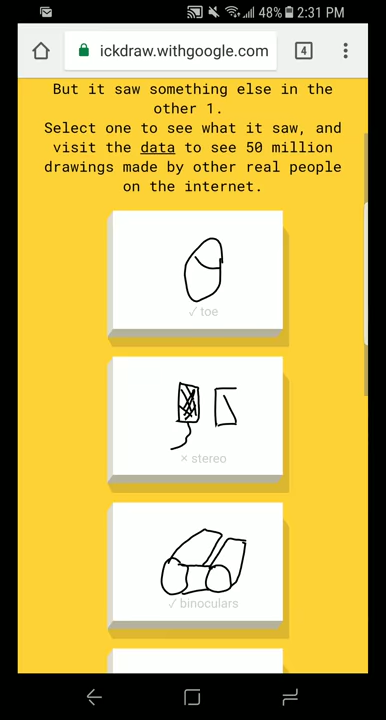 48% 2:31 PM
ickdraw.withgoogle.com 4
But it saw something else in the
other 1.
Select one to see what it saw, and
visit the data to see 50 million
drawings made by other real people
on the internet.
✓ toe
× stereo
✓ binoculars